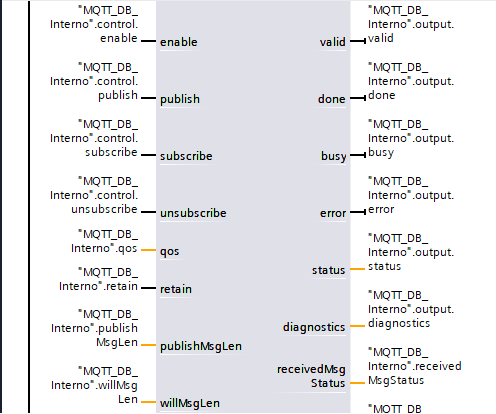 "MQTT_DB_
Interno".control.
enable
enable
"MQTT_DB_
Interno".control.
publish
publish
"MQTT_DB_
Interno".control.
subscribe
subscribe
"MQTT_DB_
Interno".control.
unsubscribe
unsubscribe
"MQTT_DB_
Interno".qos
qos
"MQTT_DB_
Interno".retain
retain
"MQTT_DB_
Interno".publish
MsgLen
publishMsgLen
"MQTT_DB_
Interno".willMsg
Len
willMsgLen
valid
"MQTT_DB_
Interno".output.
valid
done
"MQTT_DB_
Interno".output.
done
busy
"MQTT_DB_
Interno".output.
busy
error
"MQTT_DB_
Interno".output.
error
status
"MQTT_DB_
Interno".output.
status
diagnostics
"MQTT_DB_
Interno".output.
diagnostics
receivedMsg
Status
"MQTT_DB_
Interno".received
MsgStatus
"MQTT_DB_